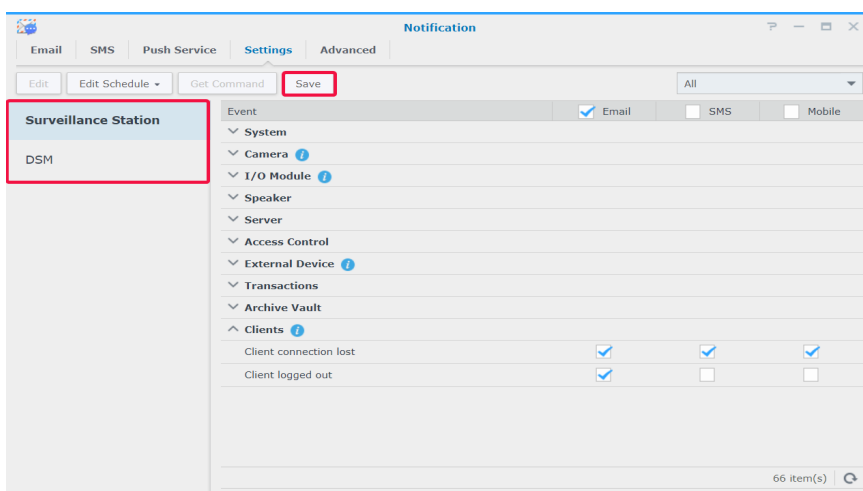 Notification
Email SMS Push Service Settings Advanced
Edit Edit Schedule Get Command Save All
Surveillance Station
DSM
Event Email SMS Mobile
System
Camera
I/O Module
Speaker
Server
Access Control
External Device
Transactions
Archive Vault
Clients
Client connection lost
Client logged out
66 item(s)